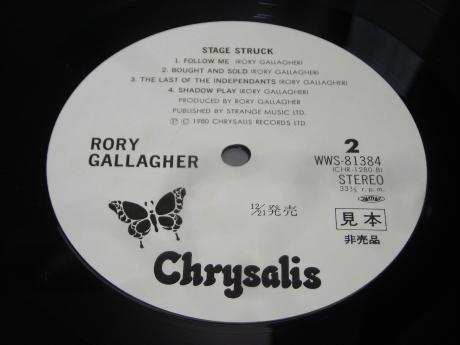 STAGE STRUCK
1. FOLLOW ME (RORY GALLAGHER)
2. BOUGHT AND SOLD (RORY GALLAGHER)
3. THE LAST OF THE INDEPENDANTS (RORY GALLAGHER)
4. SHADOW PLAY (RORY GALLAGHER)
PRODUCED BY RORY GALLAGHER
PUBLISHED BY STRANGE MUSIC LTD.
Ⓟ © 1980 CHRYSALIS RECORDS LTD
RORY
GALLAGHER
2
WWS-81384
(CHR-1280-B)
STEREO
33⅓ r.p.m.
12/21発売
見本
非売品
Chrysalis